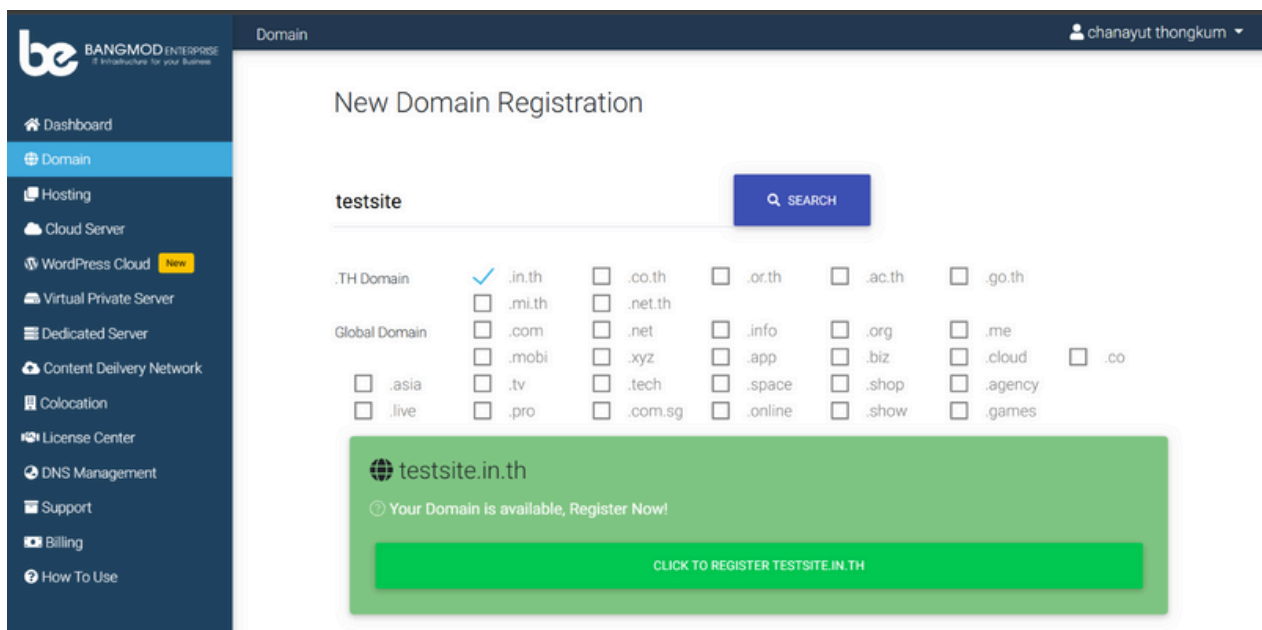 be BANGMOD ENTERPRISE
IT Infrastructure for your Business
Domain
chanayut thongkum
Dashboard
Domain
Hosting
Cloud Server
WordPress Cloud New
Virtual Private Server
Dedicated Server
Content Deilvery Network
Colocation
License Center
DNS Management
Support
Billing
How To Use
New Domain Registration
testsite
SEARCH
.TH Domain .in.th .co.th .or.th .ac.th .go.th
.mi.th .net.th
Global Domain .com .net .info .org .me
.mobi .xyz .app .biz .cloud .co
.asia .tv .tech .space .shop .agency
.live .pro .com.sg .online .show .games
testsite.in.th
Your Domain is available, Register Now!
CLICK TO REGISTER TESTSITE.IN.TH